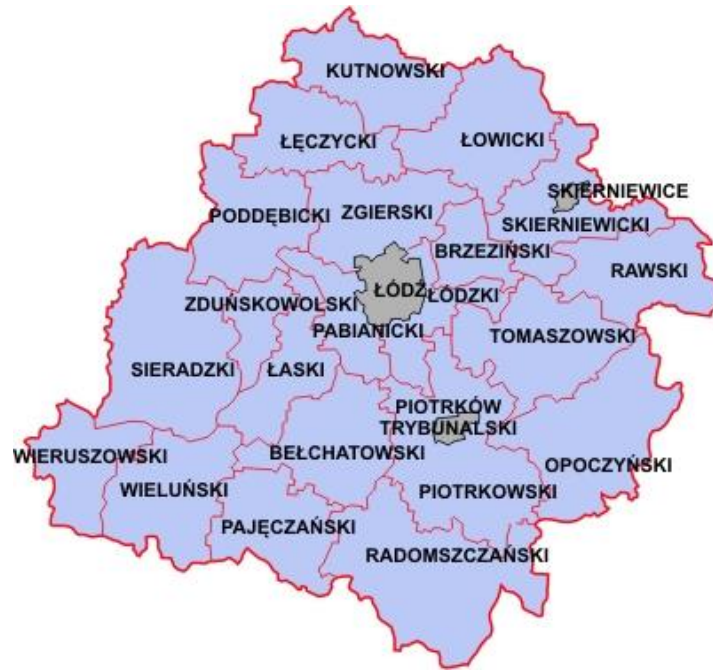 KUTNOWSKI
ŁĘCZYCKI
ŁOWICKI
SKIERNIEWICE
PODDĘBICKI
ZGIERSKI
SKIERNIEWICKI
BRZEZIŃSKI
RAWSKI
ZDUŃSKOWOLSKI
ŁÓDŹ
ŁÓDZKI
PABIANICKI
TOMASZOWSKI
SIERADZKI
ŁASKI
PIOTRKÓW
TRYBUNALSKI
WIERUSZOWSKI
BEŁCHATOWSKI
OPOCZYŃSKI
WIELUŃSKI
PIOTRKOWSKI
PAJĘCZAŃSKI
RADOMSZCZAŃSKI